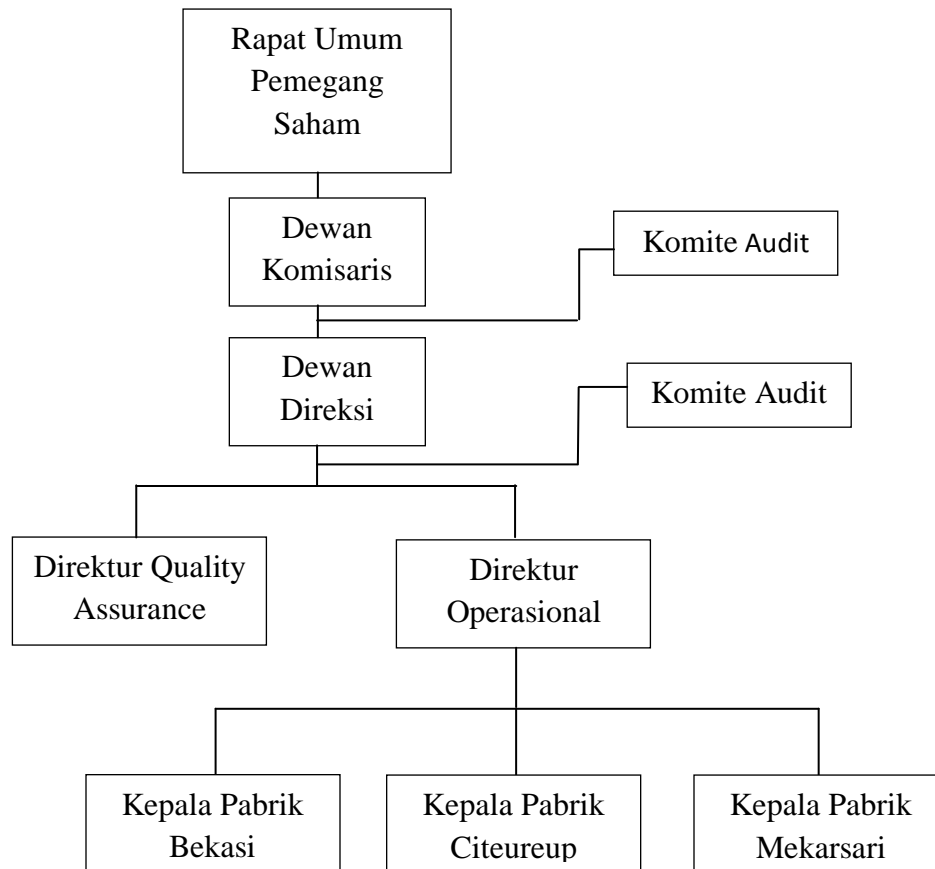 Rapat Umum
Pemegang
Saham
Dewan
Komisaris
Komite Audit
Dewan
Direksi
Komite Audit
Direktur Quality
Assurance
Direktur
Operasional
Kepala Pabrik
Bekasi
Kepala Pabrik
Citeureup
Kepala Pabrik
Mekarsari